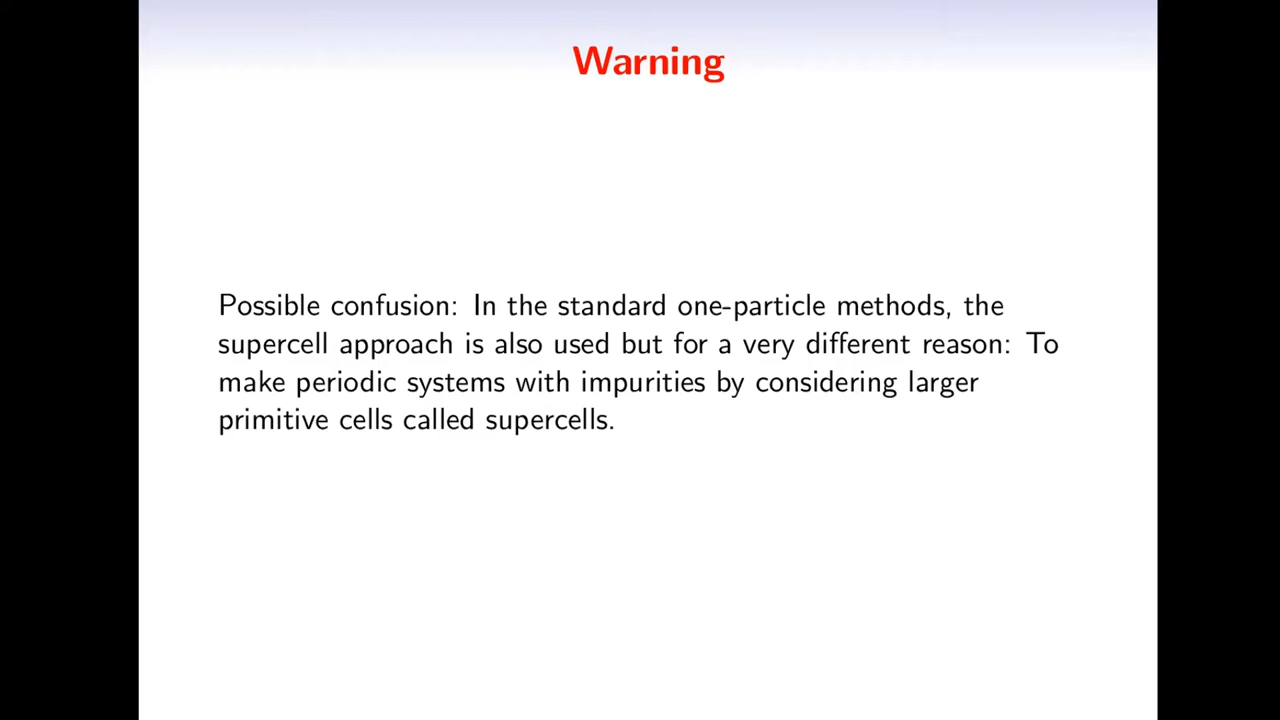 Warning
Possible confusion: In the standard one-particle methods, the
supercell approach is also used but for a very different reason: To
make periodic systems with impurities by considering larger
primitive cells called supercells.